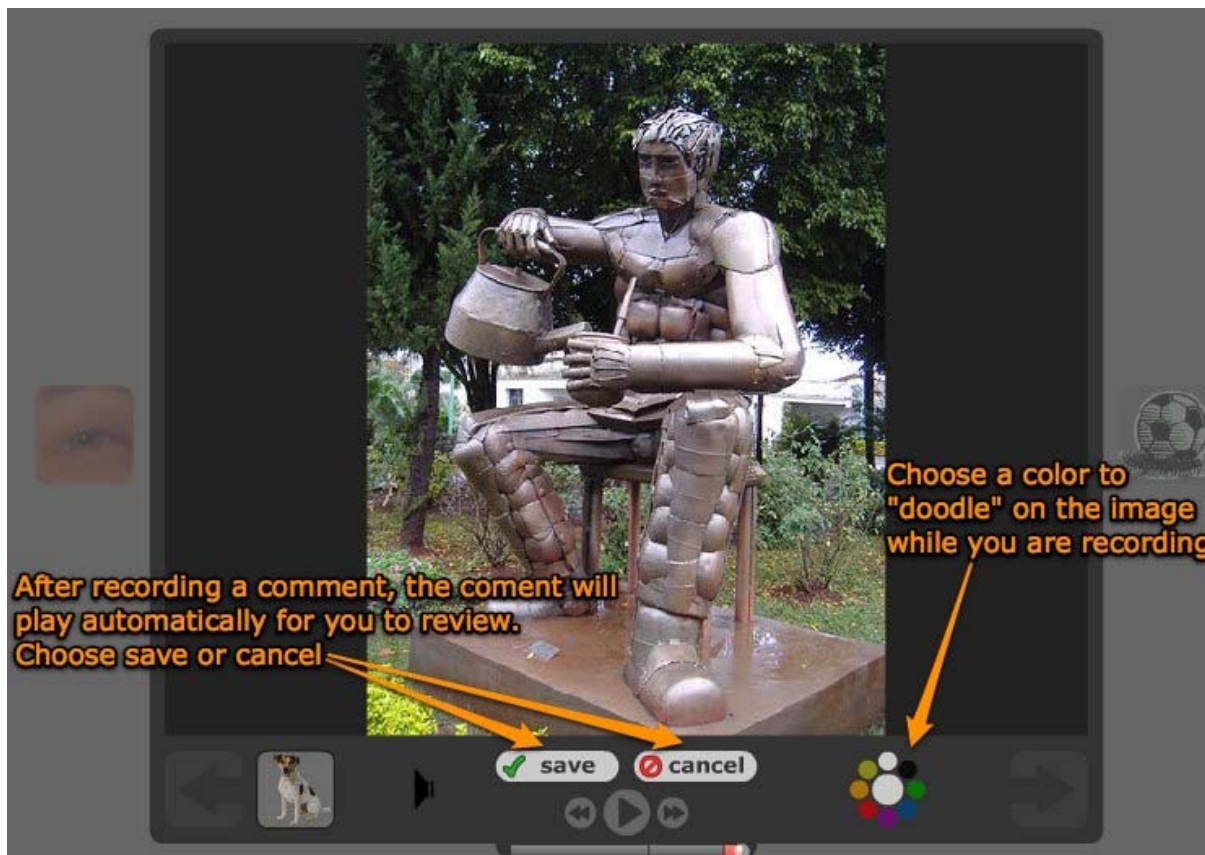 Choose a color to
"doodle" on the image
while you are recording
After recording a comment, the coment will
play automatically for you to review.
Choose save or cancel
save
cancel